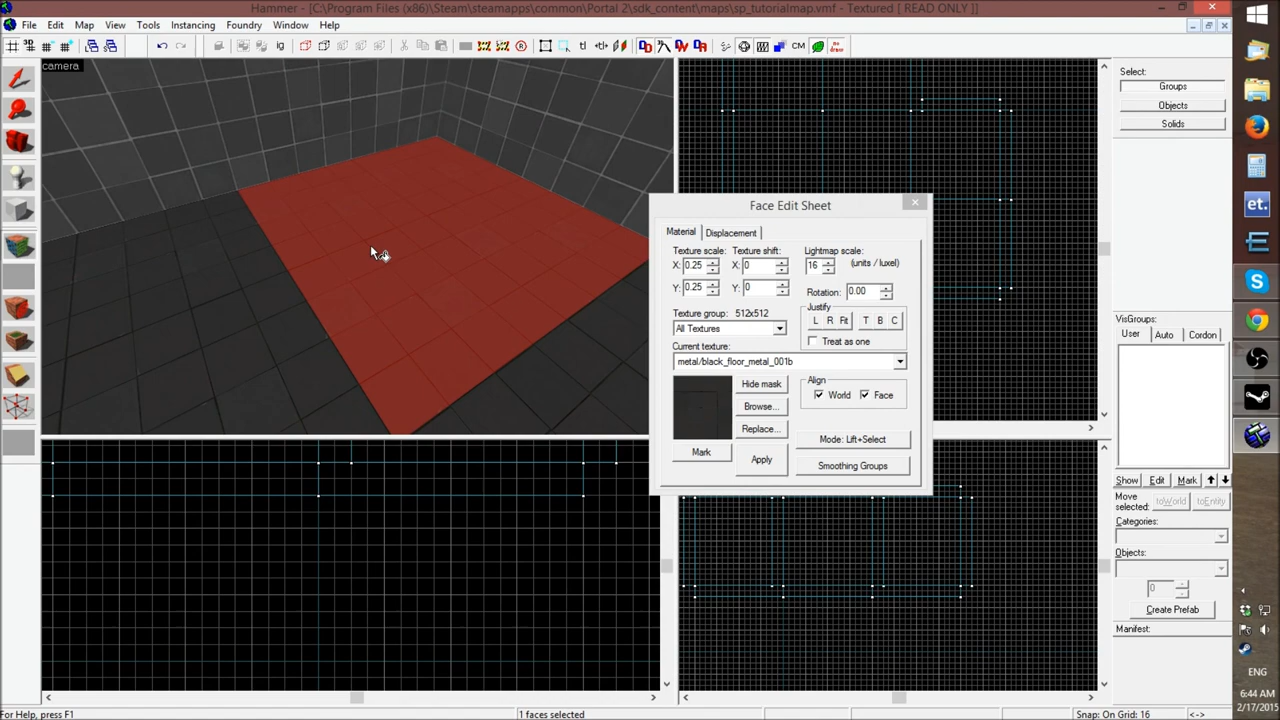 Hammer - [C:\Program Files (x86)\Steam\steamapps\common\Portal 2\sdk_content\maps\sp_tutorialmap.vmf - Textured [ READ ONLY ]
File Edit Map View Tools Instancing Foundry Window Help
CM
camera
Select:
Groups
Objects
Solids
Face Edit Sheet
Material Displacement
Texture scale: Texture shift: Lightmap scale:
X: 0.25 X: 0 16 (units / luxel)
Y: 0.25 Y: 0 Rotation: 0.00
Justify
Texture group: 512x512
L R Fit T B C
All Textures
Treat as one
Current texture:
metal/black_floor_metal_001b
Hide mask
Align
World Face
Browse...
Replace...
Mode: Lift+Select
Mark Apply
Smoothing Groups
VisGroups:
User Auto Cordon
Show Edit Mark
Move selected:
toWorld toEntity
Categories:
Objects:
0
Create Prefab
Manifest:
et.
ENG
6:44 AM
2/17/2015
For Help, press F1
1 faces selected
Snap: On Grid: 16
<->